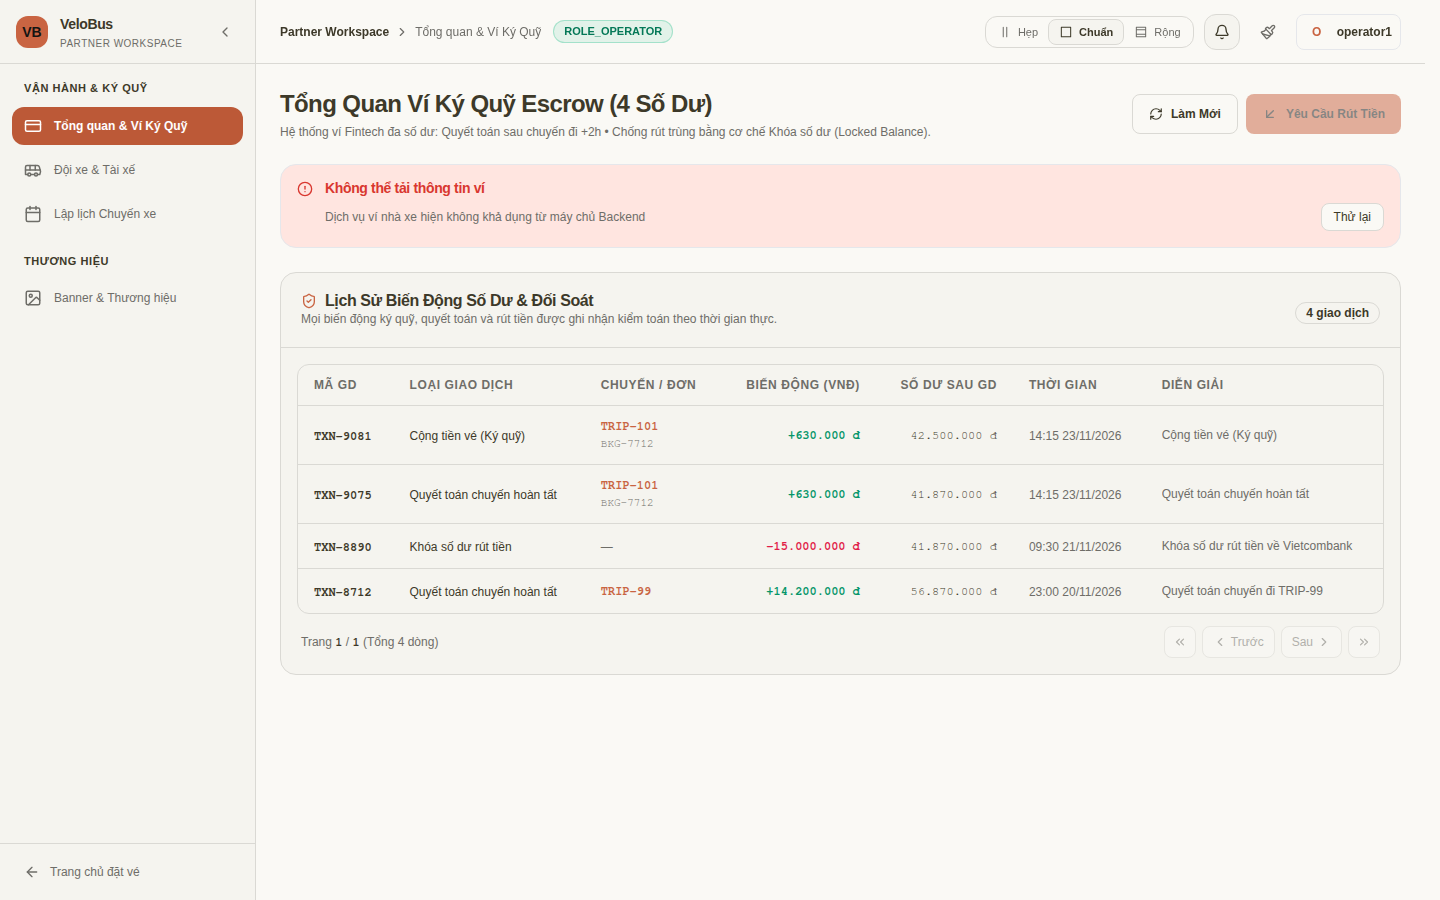 VB
VeloBus
PARTNER WORKSPACE
VẬN HÀNH & KÝ QUỸ
Tổng quan & Ví Ký Quỹ
Đội xe & Tài xế
Lập lịch Chuyến xe
THƯƠNG HIỆU
Banner & Thương hiệu
Trang chủ đặt vé
Partner Workspace > Tổng quan & Ví Ký Quỹ ROLE_OPERATOR
Hẹp Chuẩn Rộng O operator1
Tổng Quan Ví Ký Quỹ Escrow (4 Số Dư)
Hệ thống ví Fintech đa số dư: Quyết toán sau chuyến đi +2h • Chống rút trùng bằng cơ chế Khóa số dư (Locked Balance).
Làm Mới Yêu Cầu Rút Tiền
Không thể tải thông tin ví
Dịch vụ ví nhà xe hiện không khả dụng từ máy chủ Backend
Thử lại
Lịch Sử Biến Động Số Dư & Đối Soát
Mọi biến động ký quỹ, quyết toán và rút tiền được ghi nhận kiểm toán theo thời gian thực.
4 giao dịch
MÃ GD LOẠI GIAO DỊCH CHUYẾN / ĐƠN BIẾN ĐỘNG (VNĐ) SỐ DƯ SAU GD THỜI GIAN DIỄN GIẢI
TXN-9081 Cộng tiền vé (Ký quỹ) TRIP-101 +630.000 đ 42.500.000 đ 14:15 23/11/2026 Cộng tiền vé (Ký quỹ)
BKG-7712
TXN-9075 Quyết toán chuyến hoàn tất TRIP-101 +630.000 đ 41.870.000 đ 14:15 23/11/2026 Quyết toán chuyến hoàn tất
BKG-7712
TXN-8890 Khóa số dư rút tiền — -15.000.000 đ 41.870.000 đ 09:30 21/11/2026 Khóa số dư rút tiền về Vietcombank
TXN-8712 Quyết toán chuyến hoàn tất TRIP-99 +14.200.000 đ 56.870.000 đ 23:00 20/11/2026 Quyết toán chuyến đi TRIP-99
Trang 1 / 1 (Tổng 4 dòng)
« ‹ Trước Sau › »